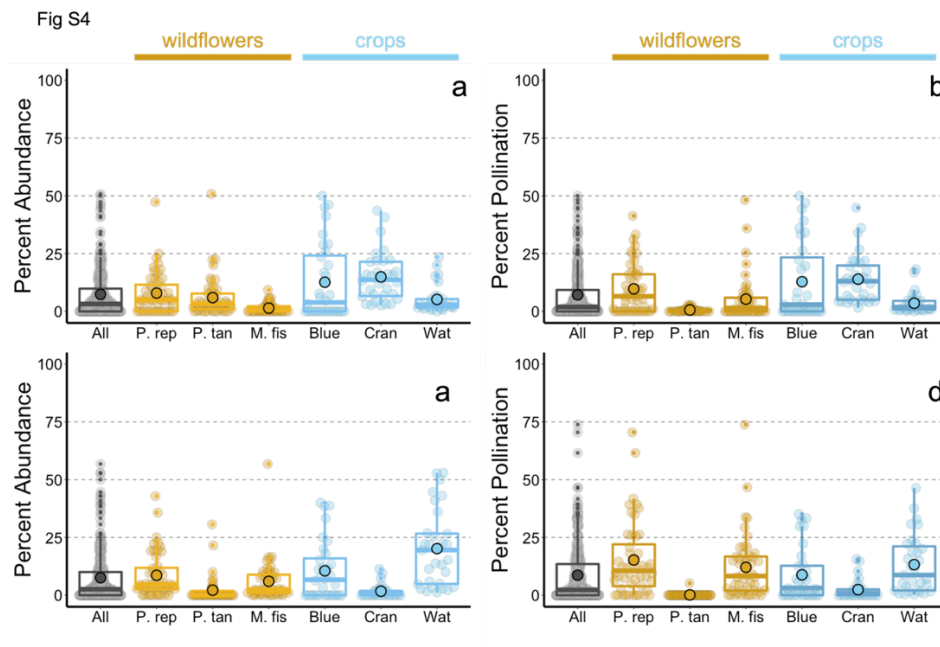 Fig S4
wildflowers crops wildflowers crops
a b
100 100
75 75
50 50
25 25
0 0
Percent Abundance Percent Pollination
All P. rep P. tan M. fis Blue Cran Wat All P. rep P. tan M. fis Blue Cran Wat
a d
100 100
75 75
50 50
25 25
0 0
Percent Abundance Percent Pollination
All P. rep P. tan M. fis Blue Cran Wat All P. rep P. tan M. fis Blue Cran Wat